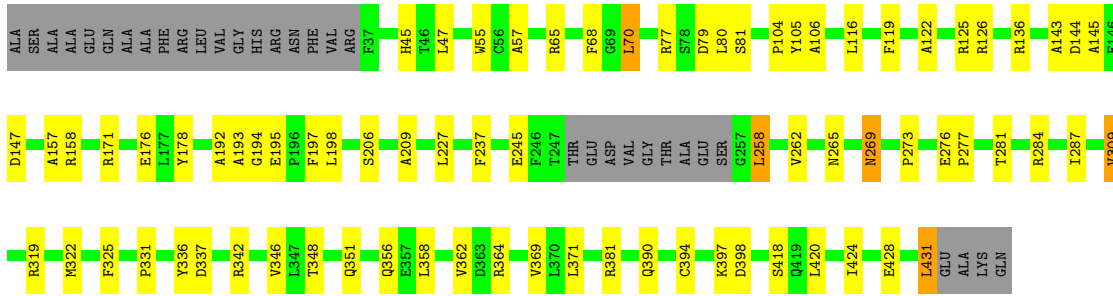 ALA SER ALA ALA GLU GLN ALA ALA PHE ARG LEU VAL GLY HIS ARG ASN PHE VAL ARG F37 H45 T46 L47 W55 C56 A57 R65 F68 G69 L70 R77 S78 D79 L80 S81 P104 Y105 A106 L116 F119 A122 R125 R126 R136 A143 D144 A145 E146
D147 A157 R158 R171 E176 L177 Y178 A192 A193 G194 E195 P196 F197 L198 S206 A209 L227 F237 E245 F246 T247 THR GLU ASP VAL GLY THR ALA GLU SER G257 L258 V262 N265 N269 P273 E276 P277 T281 R284 I287 V309
R319 M322 F325 P331 Y336 D337 R342 V346 L347 T348 Q351 Q356 E357 L358 V362 D363 R364 V369 L370 L371 R381 Q390 C394 K397 D398 S418 Q419 L420 I424 E428 L431 GLU ALA LYS GLN